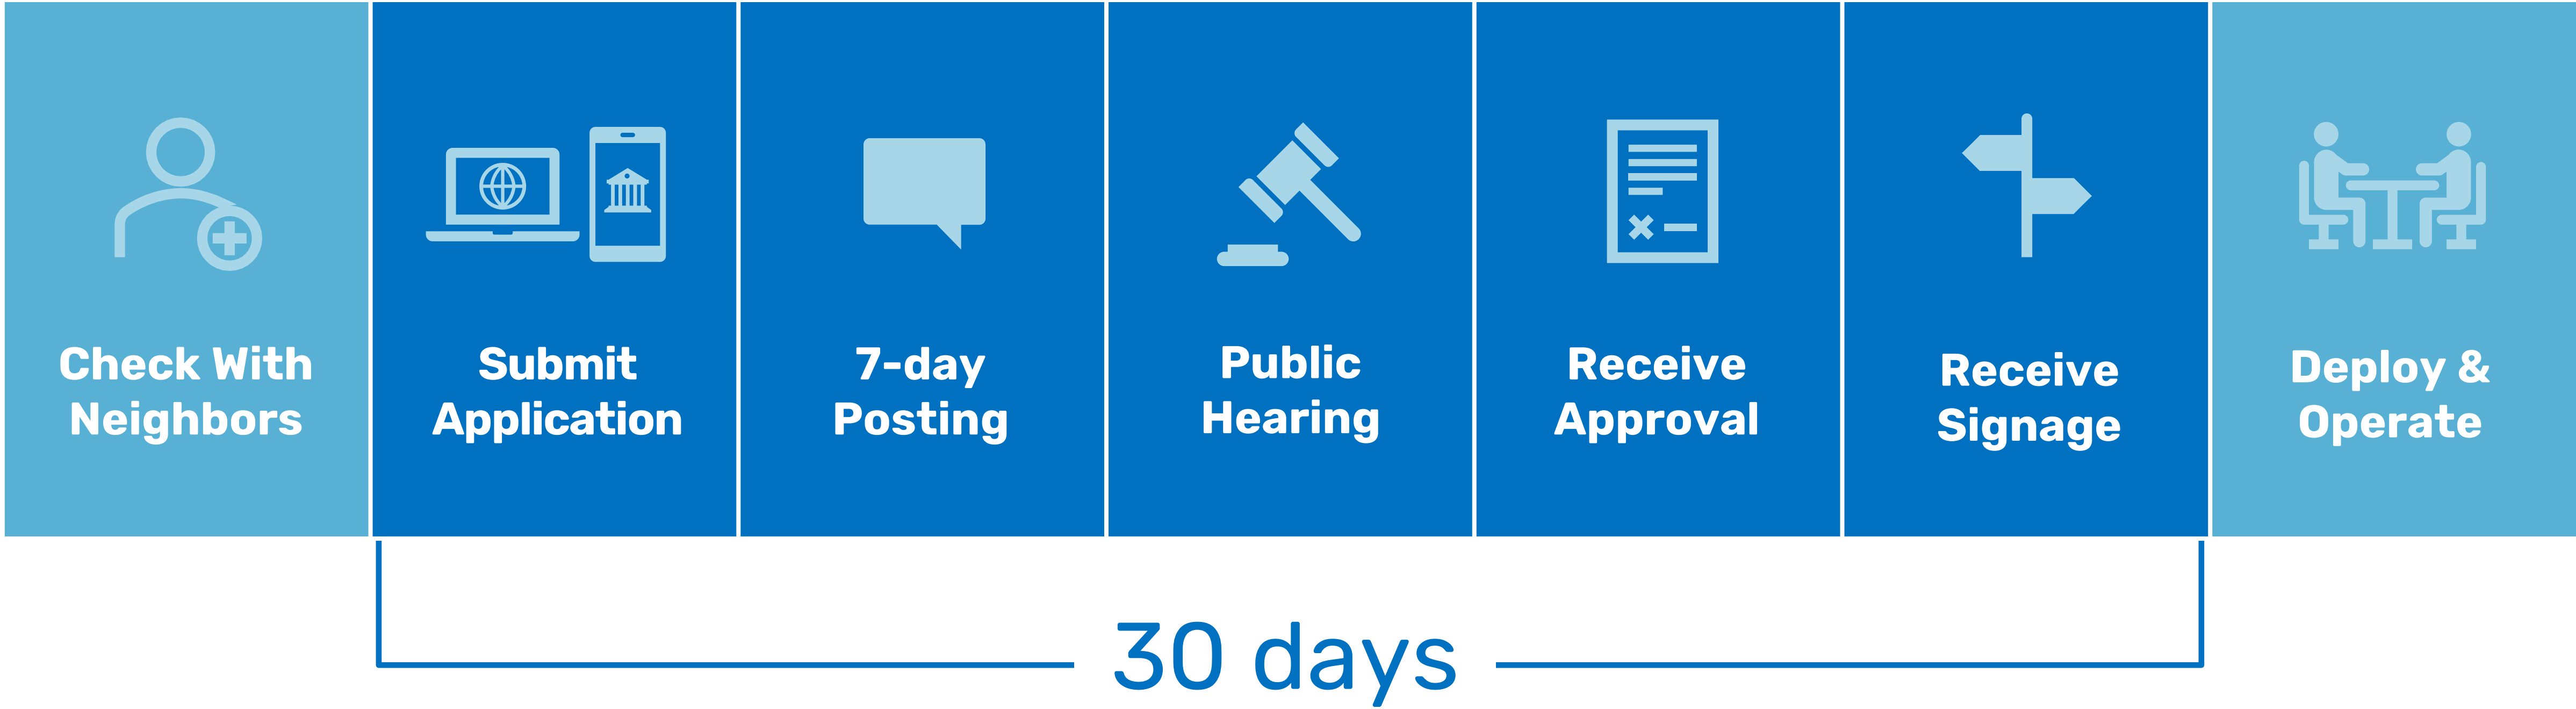 Check With
Neighbors
Submit
Application
7-day
Posting
Public
Hearing
Receive
Approval
Receive
Signage
Deploy &
Operate
30 days